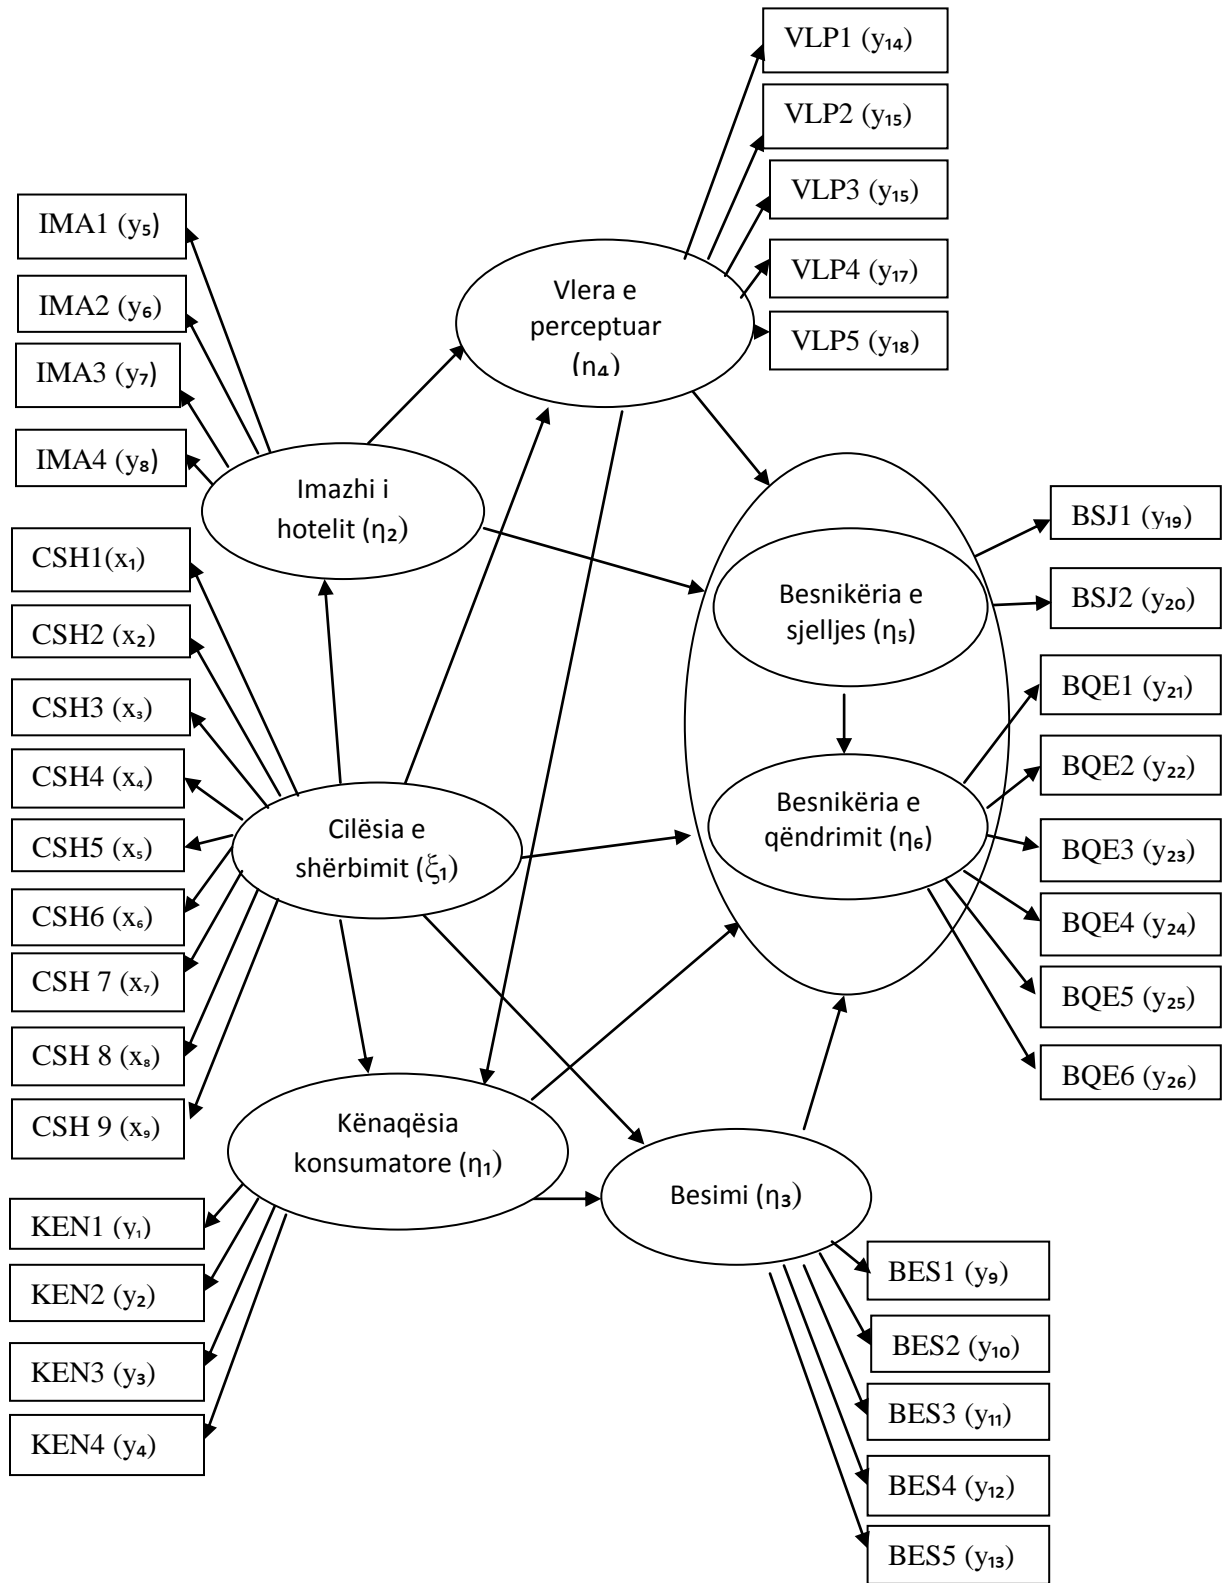 VLP1 (y₁₄)
VLP2 (y₁₅)
VLP3 (y₁₅)
VLP4 (y₁₇)
VLP5 (y₁₈)
Vlera e
perceptuar
(η₄)
IMA1 (y₅)
IMA2 (y₆)
IMA3 (y₇)
IMA4 (y₈)
Imazhi i
hotelit (η₂)
CSH1(x₁)
CSH2 (x₂)
CSH3 (x₃)
CSH4 (x₄)
CSH5 (x₅)
CSH6 (x₆)
CSH 7 (x₇)
CSH 8 (x₈)
CSH 9 (x₉)
Cilësia e
shërbimit (ξ₁)
Besnikëria e
sjelljes (η₅)
Besnikëria e
qëndrimit (η₆)
BSJ1 (y₁₉)
BSJ2 (y₂₀)
BQE1 (y₂₁)
BQE2 (y₂₂)
BQE3 (y₂₃)
BQE4 (y₂₄)
BQE5 (y₂₅)
BQE6 (y₂₆)
Kënaqësia
konsumatore (η₁)
Besimi (η₃)
KEN1 (y₁)
KEN2 (y₂)
KEN3 (y₃)
KEN4 (y₄)
BES1 (y₉)
BES2 (y₁₀)
BES3 (y₁₁)
BES4 (y₁₂)
BES5 (y₁₃)